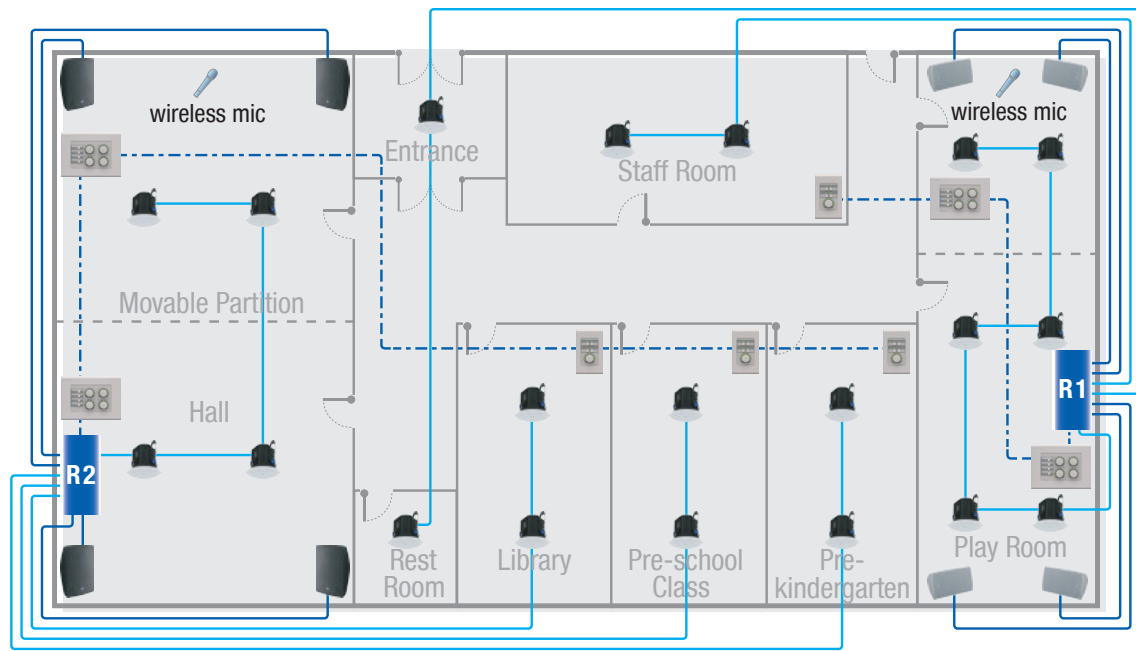 wireless mic
wireless mic
Entrance
Staff Room
Movable Partition
Hall
R1
R2
Rest
Room
Library
Pre-school
Class
Pre-
kindergarten
Play Room